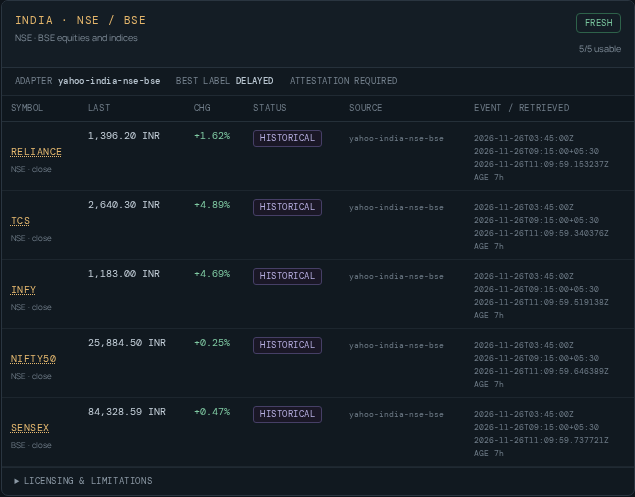 INDIA · NSE / BSE
NSE · BSE equities and indices
FRESH
5/5 usable
ADAPTER yahoo-india-nse-bse BEST LABEL DELAYED ATTESTATION REQUIRED
SYMBOL LAST CHG STATUS SOURCE EVENT / RETRIEVED
RELIANCE
NSE · close
1,396.20 INR
+1.62%
HISTORICAL
yahoo-india-nse-bse
2026-11-26T03:45:00Z
2026-11-26T09:15:00+05:30
2026-11-26T11:09:59.153237Z
AGE 7h
TCS
NSE · close
2,640.30 INR
+4.89%
HISTORICAL
yahoo-india-nse-bse
2026-11-26T03:45:00Z
2026-11-26T09:15:00+05:30
2026-11-26T11:09:59.340376Z
AGE 7h
INFY
NSE · close
1,183.00 INR
+4.69%
HISTORICAL
yahoo-india-nse-bse
2026-11-26T03:45:00Z
2026-11-26T09:15:00+05:30
2026-11-26T11:09:59.519138Z
AGE 7h
NIFTY50
NSE · close
25,884.50 INR
+0.25%
HISTORICAL
yahoo-india-nse-bse
2026-11-26T03:45:00Z
2026-11-26T09:15:00+05:30
2026-11-26T11:09:59.646389Z
AGE 7h
SENSEX
BSE · close
84,328.59 INR
+0.47%
HISTORICAL
yahoo-india-nse-bse
2026-11-26T03:45:00Z
2026-11-26T09:15:00+05:30
2026-11-26T11:09:59.737721Z
AGE 7h
▶ LICENSING & LIMITATIONS